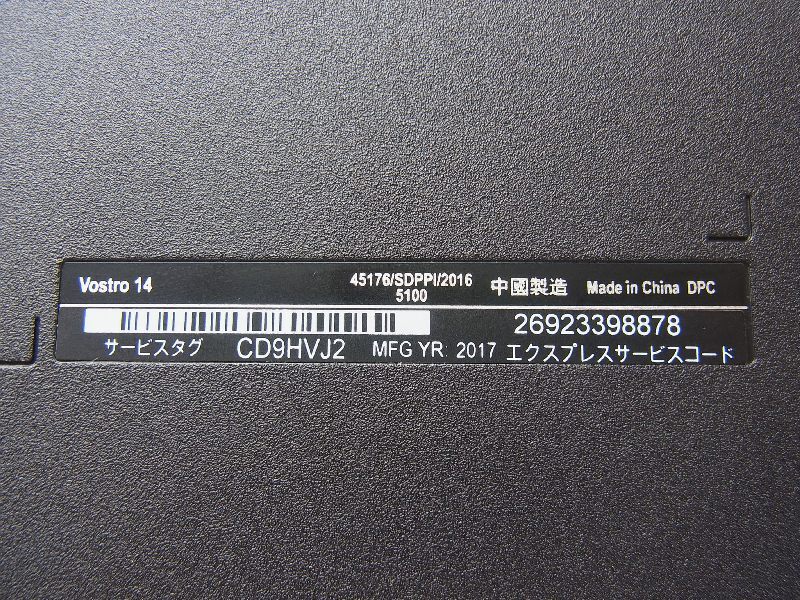 Vostro 14
45176/SDPPI/2016
5100
中國製造 Made in China DPC
26923398878
サービスタグ CD9HVJ2 MFG YR: 2017 エクスプレスサービスコード